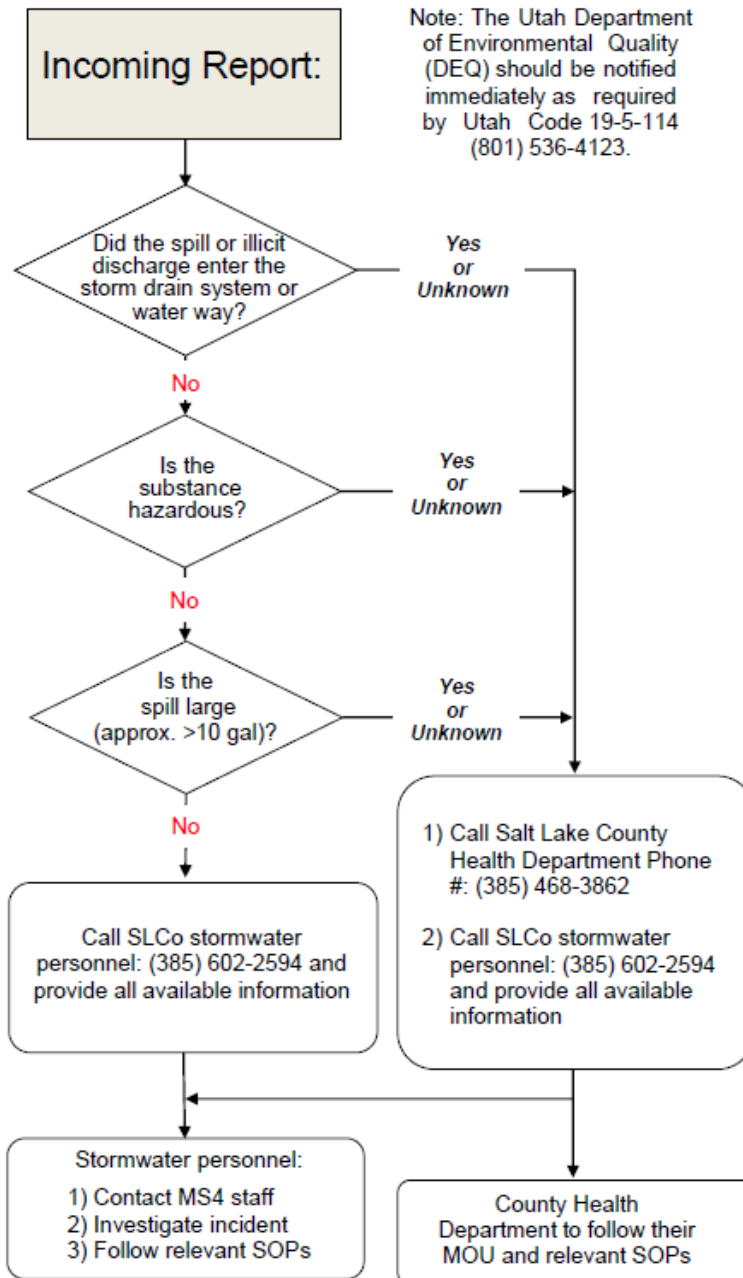 Incoming Report:
Note: The Utah Department
of Environmental Quality
(DEQ) should be notified
immediately as required
by Utah Code 19-5-114
(801) 536-4123.
Did the spill or illicit
discharge enter the
storm drain system or
water way?
Yes
or
Unknown
No
Is the
substance
hazardous?
Yes
or
Unknown
No
Is the
spill large
(approx. >10 gal)?
Yes
or
Unknown
No
Call SLCo stormwater
personnel: (385) 602-2594 and
provide all available information
1) Call Salt Lake County
Health Department Phone
#: (385) 468-3862
2) Call SLCo stormwater
personnel: (385) 602-2594
and provide all available
information
Stormwater personnel:
1) Contact MS4 staff
2) Investigate incident
3) Follow relevant SOPs
County Health
Department to follow their
MOU and relevant SOPs